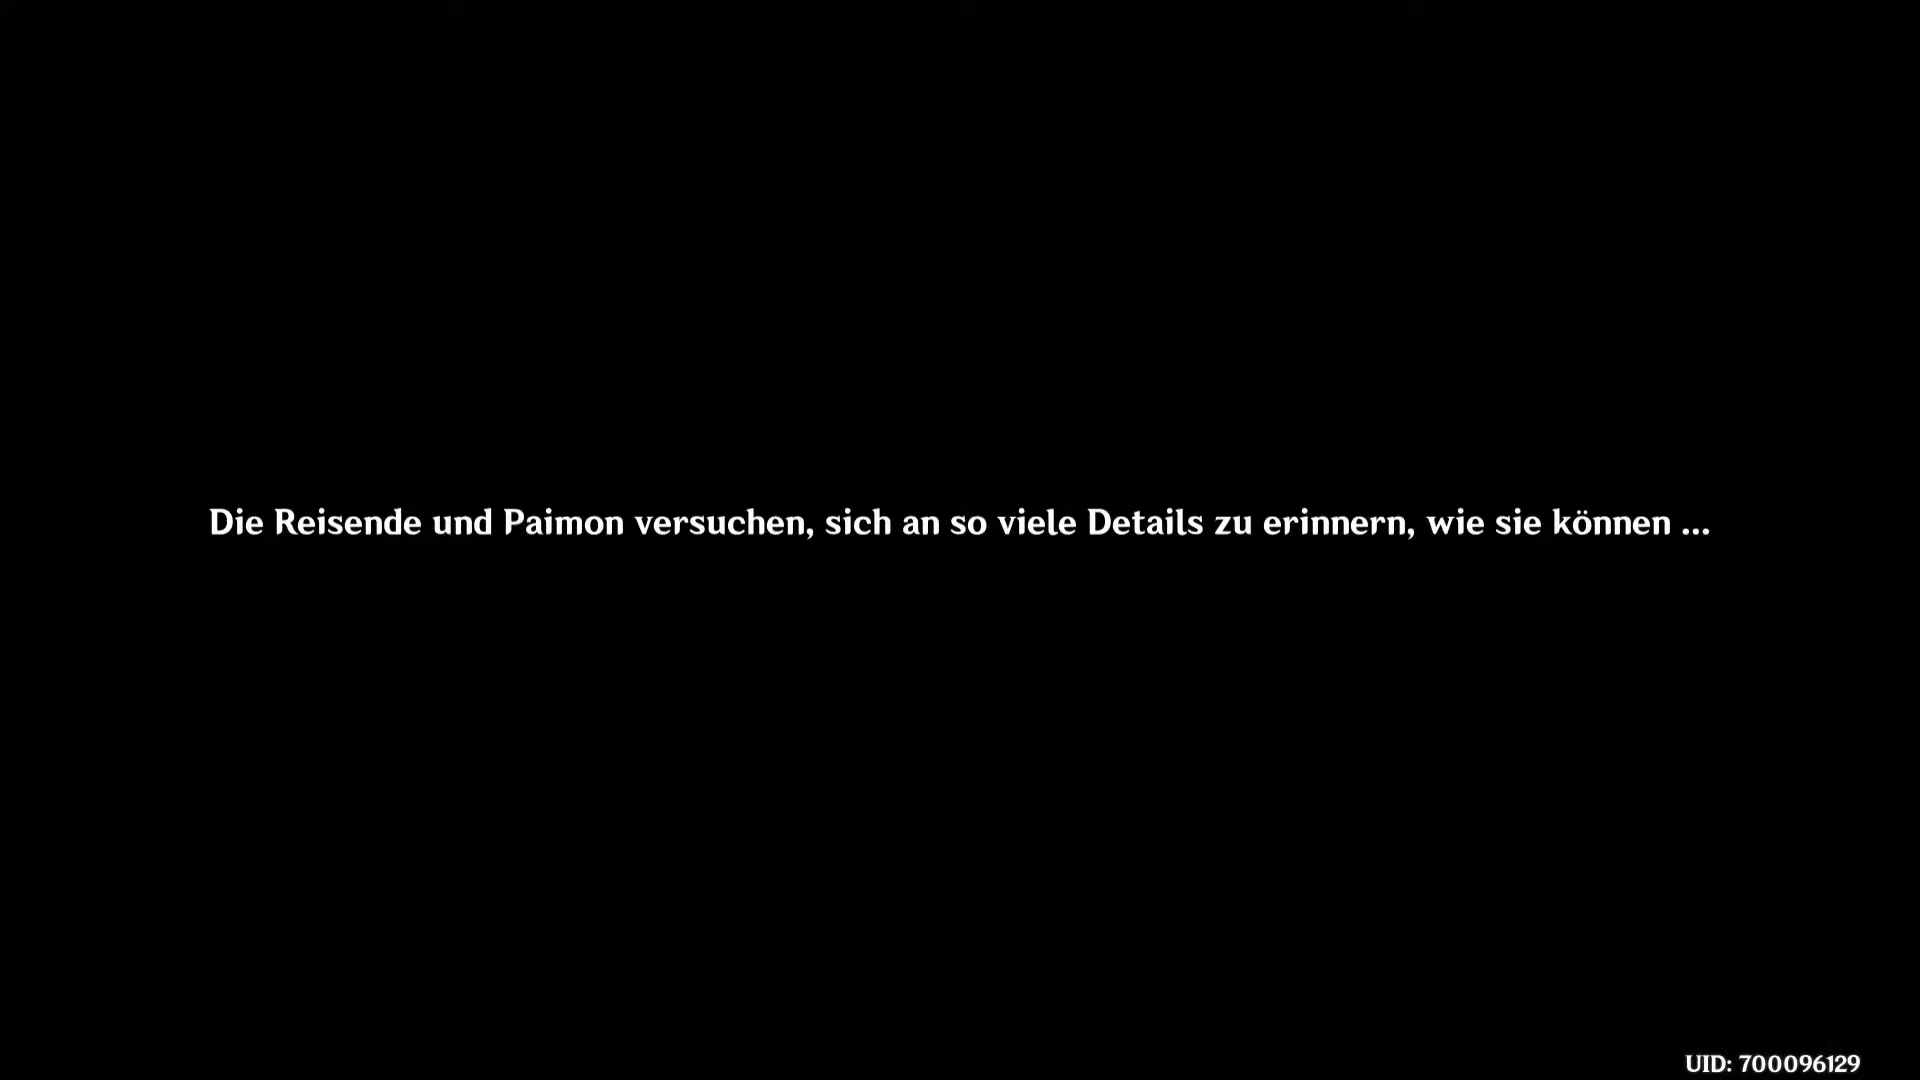 Die Reisende und Paimon versuchen, sich an so viele Details zu erinnern, wie sie können ...
UID: 700096129